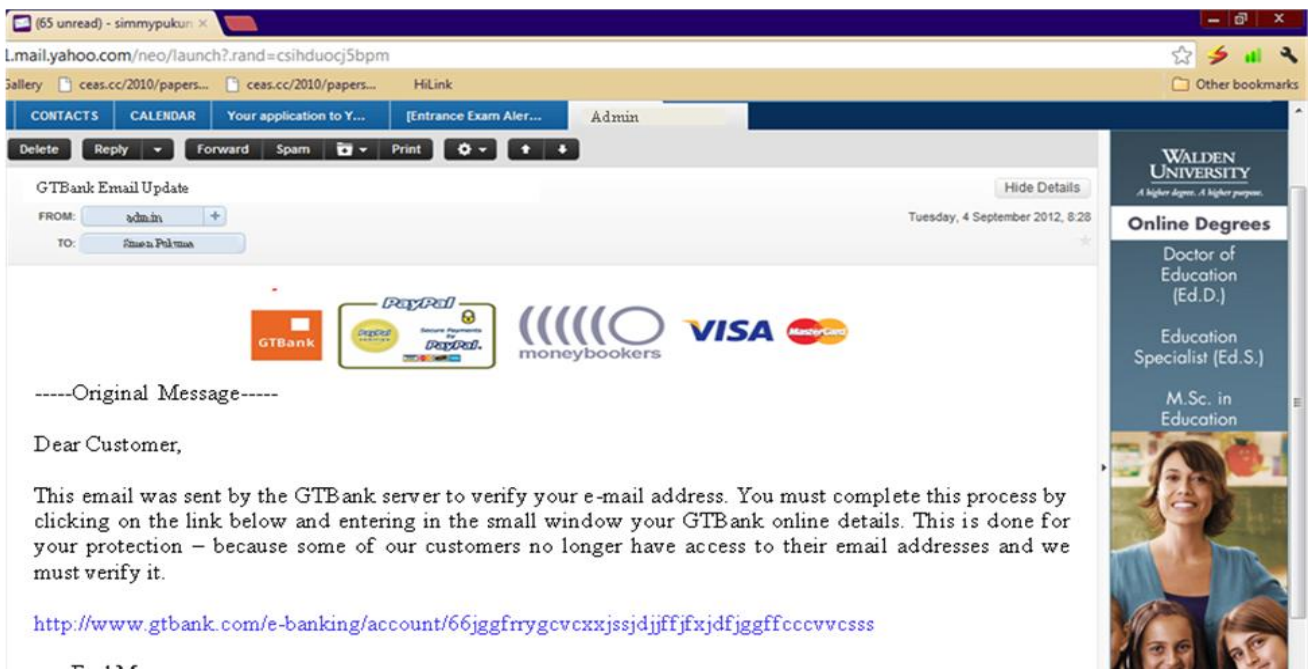 (65 unread) - simmypukun
.mail.yahoo.com/neo/launch?.rand=csihduocj5bpm
Gallery ceas.cc/2010/papers... ceas.cc/2010/papers... HiLink Other bookmarks
CONTACTS CALENDAR Your application to Y... [Entrance Exam Aler... Admin
Delete Reply Forward Spam Print
GTBank Email Update Hide Details
FROM: admin + Tuesday, 4 September 2012, 8:28
TO:
GTBank
PayPal
Secure Payments
by
PayPal.
moneybookers
VISA
MasterCard
-----Original Message-----
Dear Customer,
This email was sent by the GTBank server to verify your e-mail address. You must complete this process by
clicking on the link below and entering in the small window your GTBank online details. This is done for
your protection – because some of our customers no longer have access to their email addresses and we
must verify it.
http://www.gtbank.com/e-banking/account/66jggfrrygcvcxxjssjdjjffjfxjdfjggffcccvvcsss
WALDEN
UNIVERSITY
A higher degree. A higher purpose.
Online Degrees
Doctor of
Education
(Ed.D.)
Education
Specialist (Ed.S.)
M.Sc. in
Education